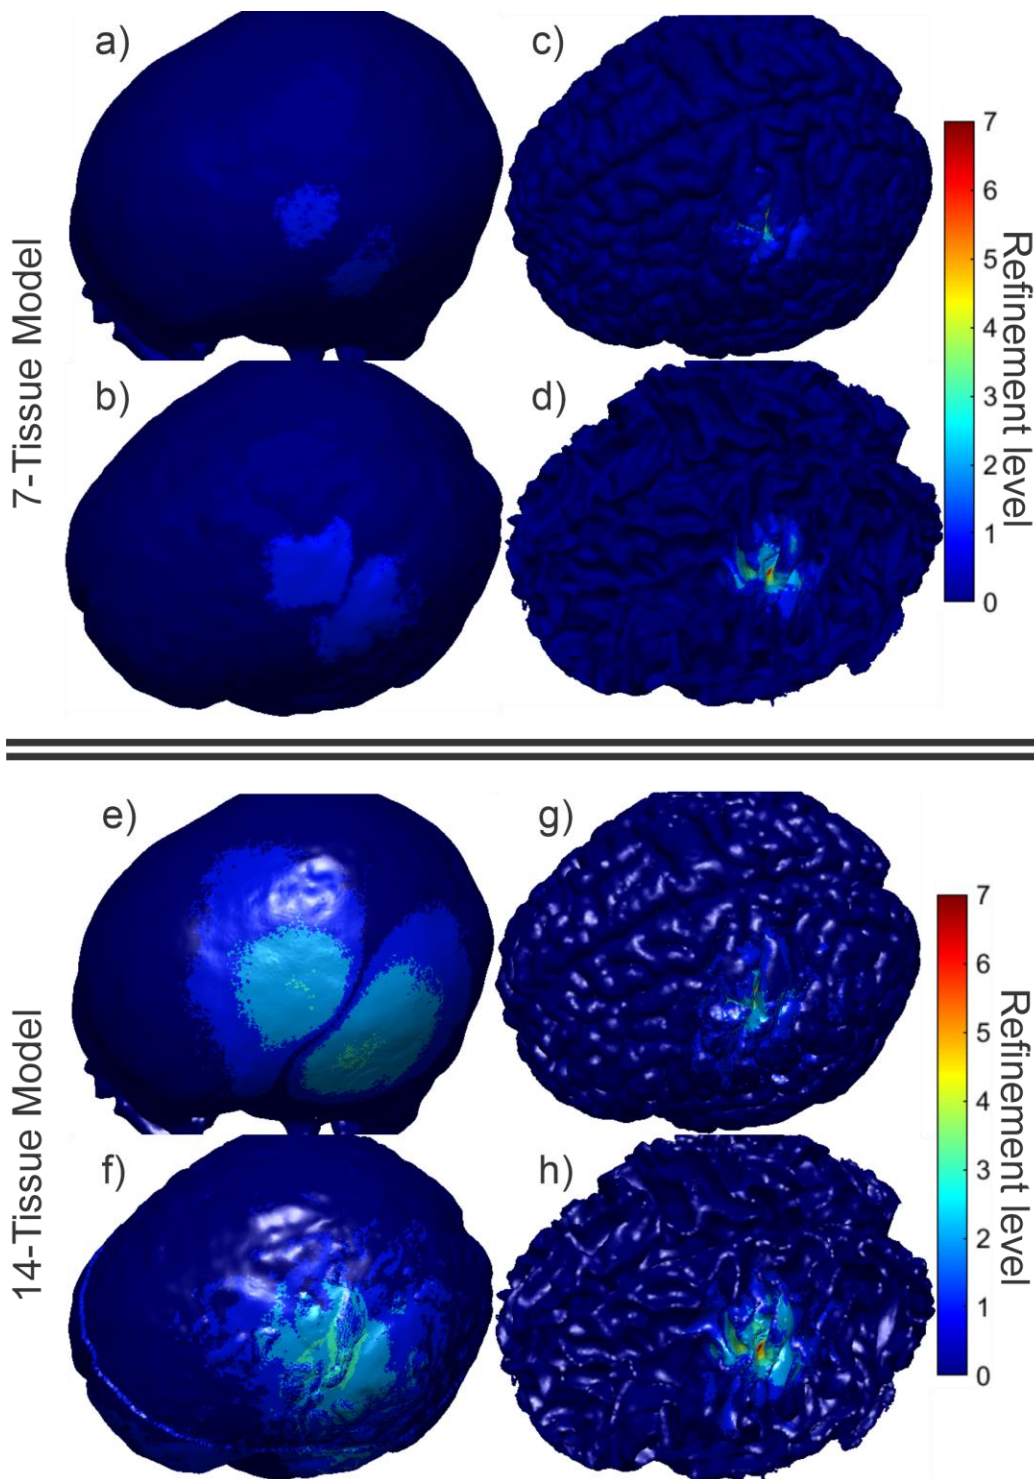 7-Tissue Model
a)
c)
b)
d)
7
6
5
4
3
2
1
0
Refinement level
14-Tissue Model
e)
g)
f)
h)
7
6
5
4
3
2
1
0
Refinement level